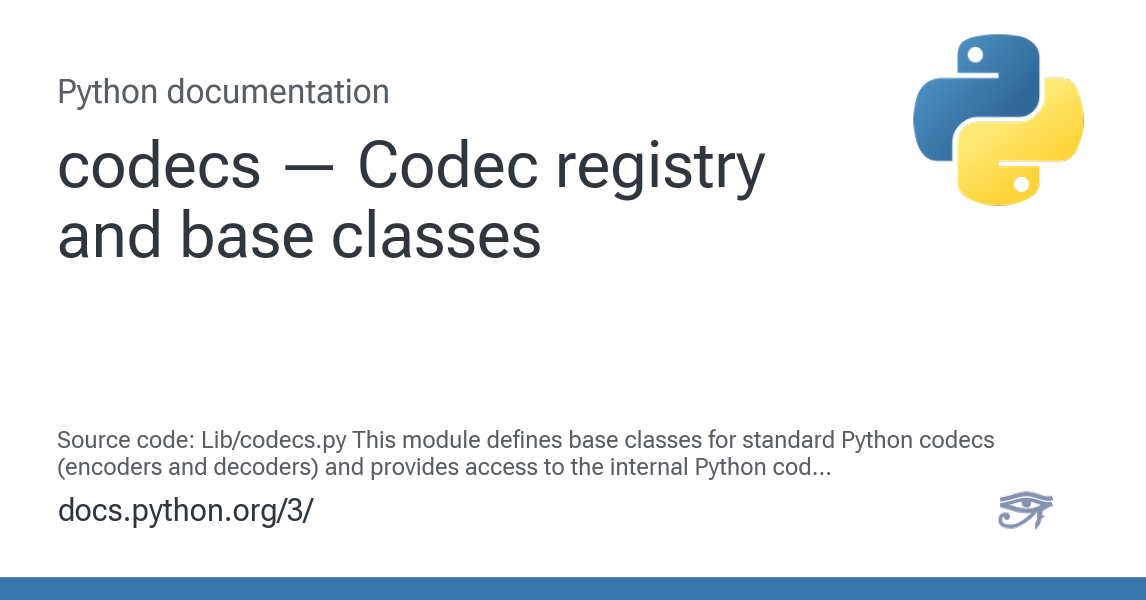 Python documentation
codecs — Codec registry
and base classes
Source code: Lib/codecs.py This module defines base classes for standard Python codecs
(encoders and decoders) and provides access to the internal Python cod...
docs.python.org/3/